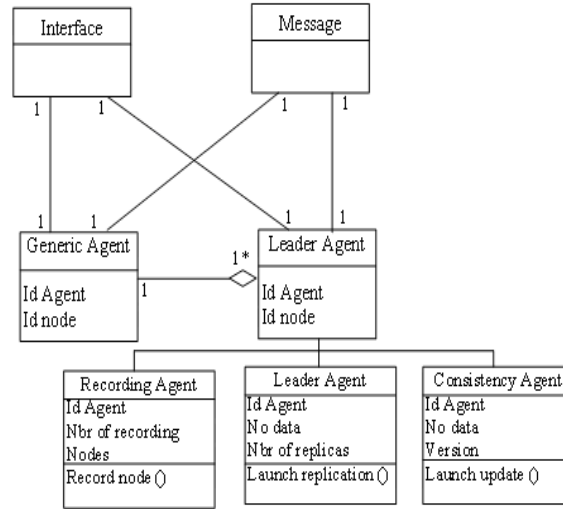 Interface
Message
1
1
1
1
1
1
1
1
Generic Agent
Id Agent
Id node
1
1*
Leader Agent
Id Agent
Id node
Recording Agent
Id Agent
Nbr of recording
Nodes
Record node ()
Leader Agent
Id Agent
No data
Nbr of replicas
Launch replication ()
Consistency Agent
Id Agent
No data
Version
Launch update ()